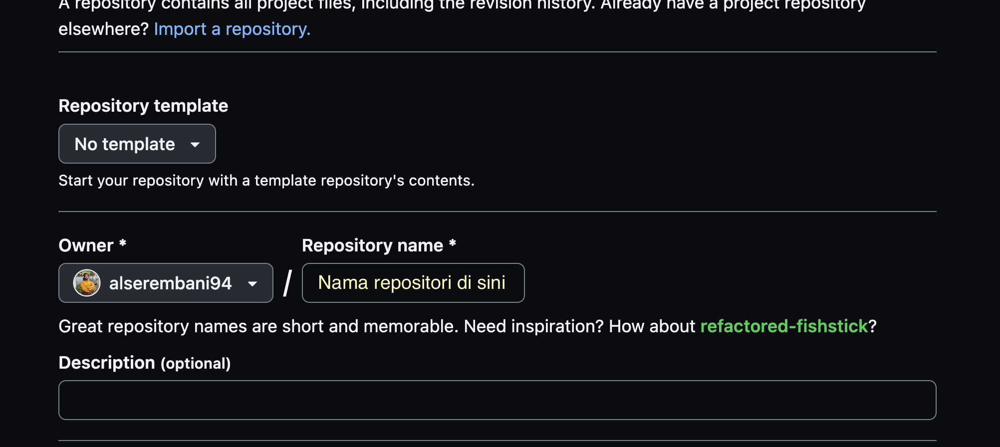 A repository contains all project files, including the revision history. Already have a project repository
elsewhere? Import a repository.
Repository template
No template
Start your repository with a template repository's contents.
Owner * Repository name *
alserembani94 / Nama repositori di sini
Great repository names are short and memorable. Need inspiration? How about refactored-fishstick?
Description (optional)